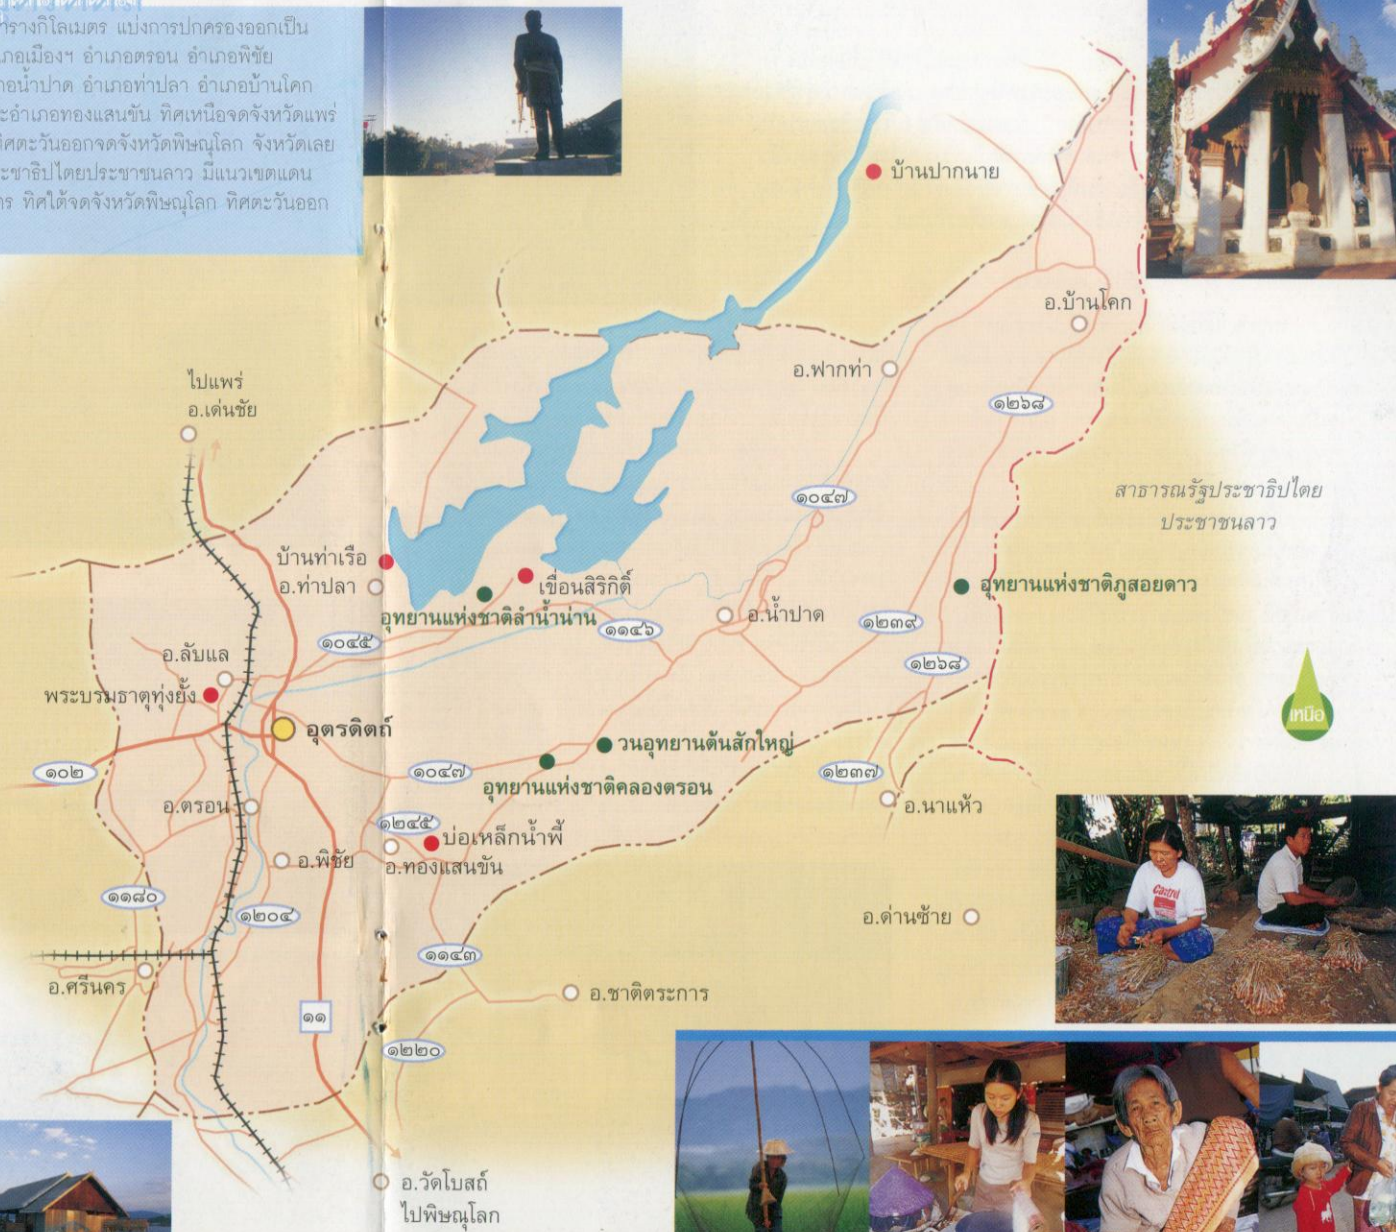 ตารางกิโลเมตร แบ่งการปกครองออกเป็น
อำเภอเมืองฯ อำเภอตรอน อำเภอพิชัย
อำเภอน้ำปาด อำเภอท่าปลา อำเภอบ้านโคก
และอำเภอทองแสนขัน ทิศเหนือจดจังหวัดแพร่
ทิศตะวันออกจดจังหวัดพิษณุโลก จังหวัดเลย
ประชาธิปไตยประชาชนลาว มีแนวเขตแดน
ทิศใต้จดจังหวัดพิษณุโลก ทิศตะวันออก
บ้านปากนาย
อ.บ้านโคก
อ.ฟากท่า
ไปแพร่
อ.เด่นชัย
๑๒๖๘
๑๐๔๗
สาธารณรัฐประชาธิปไตย
ประชาชนลาว
บ้านท่าเรือ
อ.ท่าปลา
เขื่อนสิริกิติ์
อุทยานแห่งชาติลำน้ำน่าน
อุทยานแห่งชาติภูสอยดาว
อ.น้ำปาด
๑๒๓๙
๑๑๔๖
๑๐๔๕
๑๒๖๘
อ.ลับแล
พระบรมธาตุทุ่งยั้ง
อุตรดิตถ์
เหนือ
วนอุทยานต้นสักใหญ่
๑๐๒
๑๐๔๗
อุทยานแห่งชาติคลองตรอน
๑๒๓๗
อ.นาแห้ว
อ.ตรอน
๑๒๔๕
บ่อเหล็กน้ำพี้
อ.พิชัย
อ.ทองแสนขัน
๑๑๘๐
๑๒๐๔
Castrol
อ.ด่านซ้าย
๑๑๔๓
อ.ศรีนคร
อ.ชาติตระการ
๑๑
๑๒๒๐
อ.วัดโบสถ์
ไปพิษณุโลก